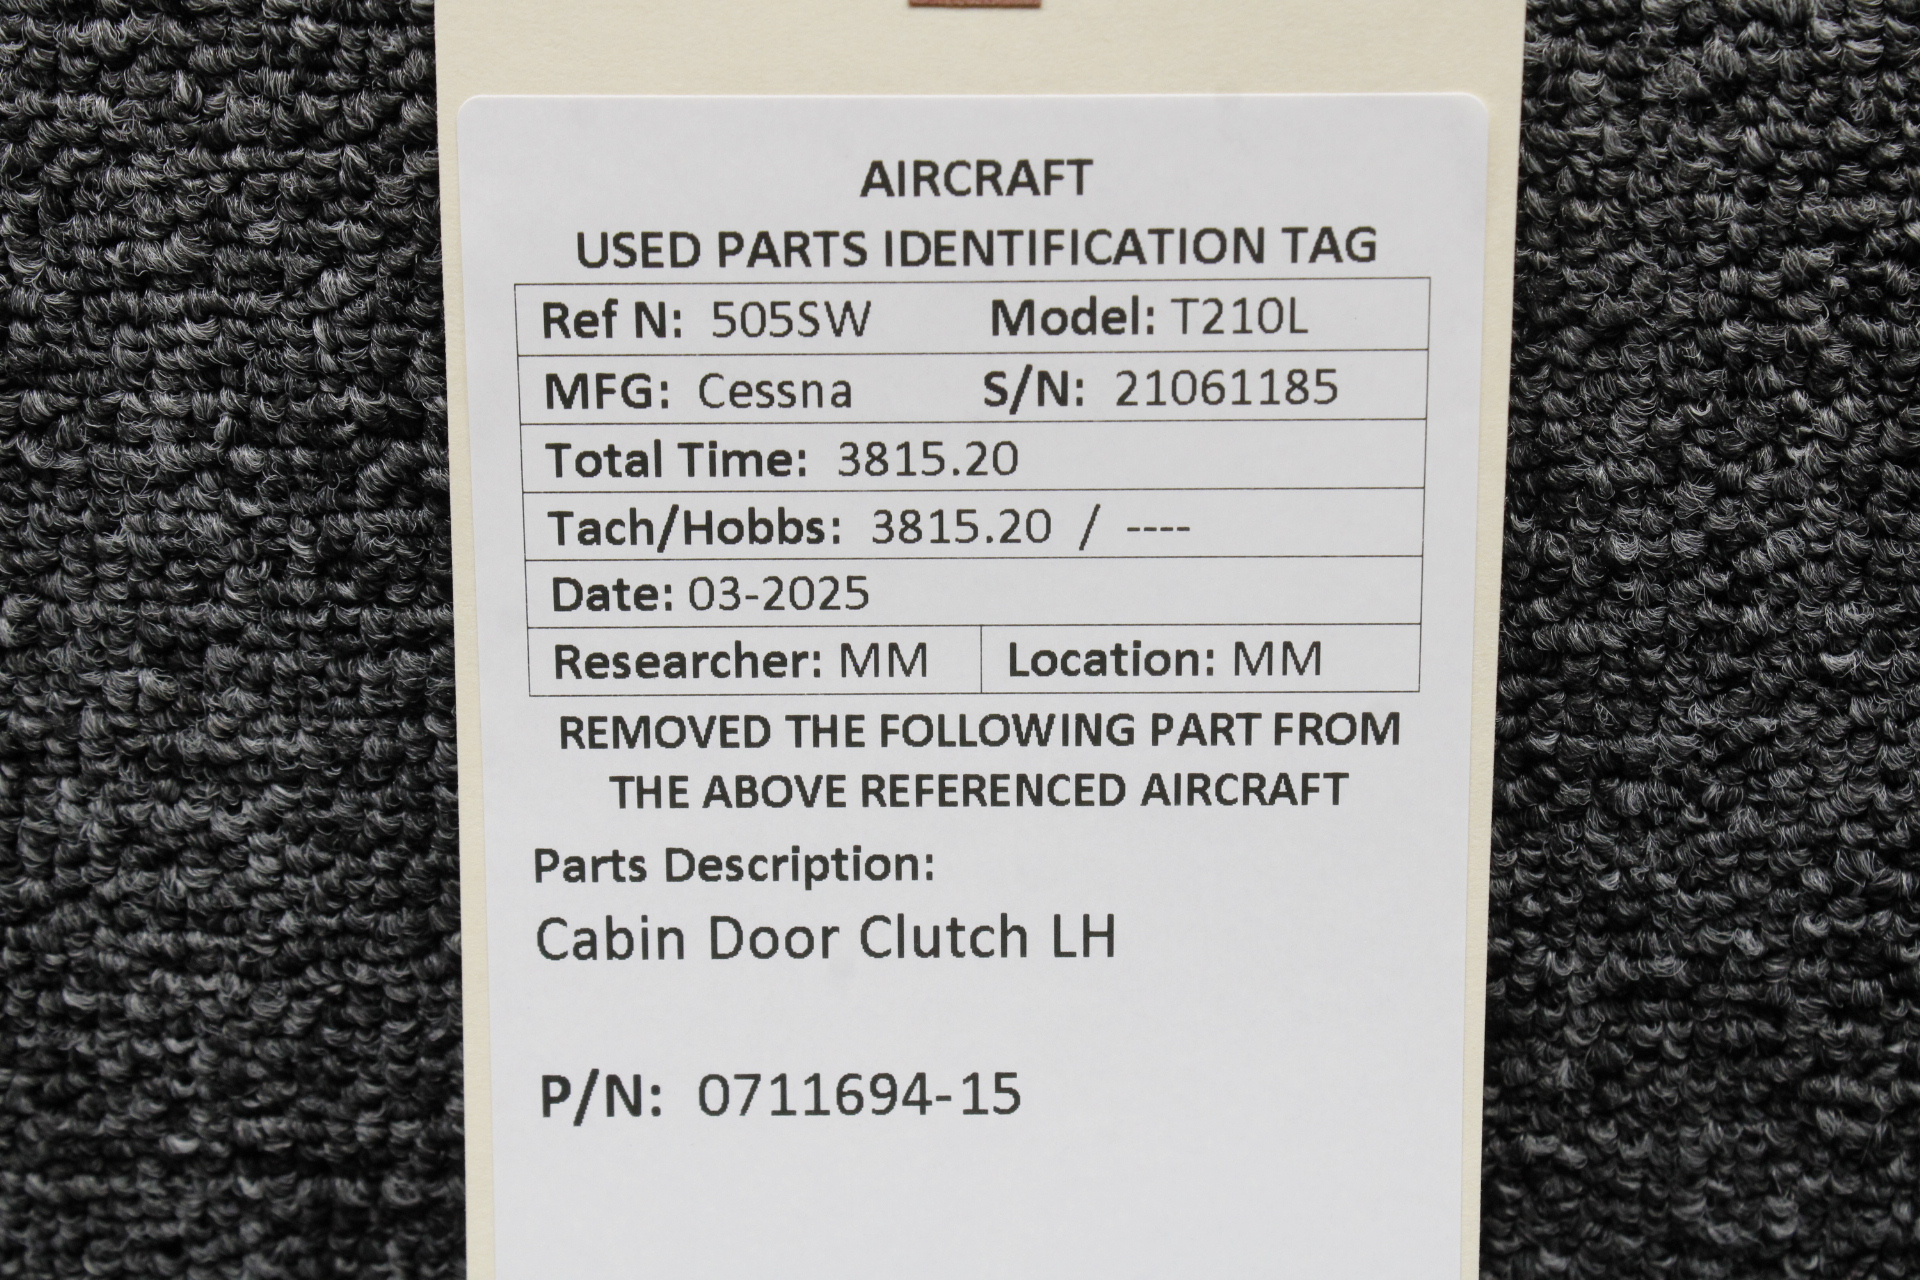 AIRCRAFT
USED PARTS IDENTIFICATION TAG
Ref N: 505SW Model: T210L
MFG: Cessna S/N: 21061185
Total Time: 3815.20
Tach/Hobbs: 3815.20 / ----
Date: 03-2025
Researcher: MM Location: MM
REMOVED THE FOLLOWING PART FROM
THE ABOVE REFERENCED AIRCRAFT
Parts Description:
Cabin Door Clutch LH
P/N: 0711694-15